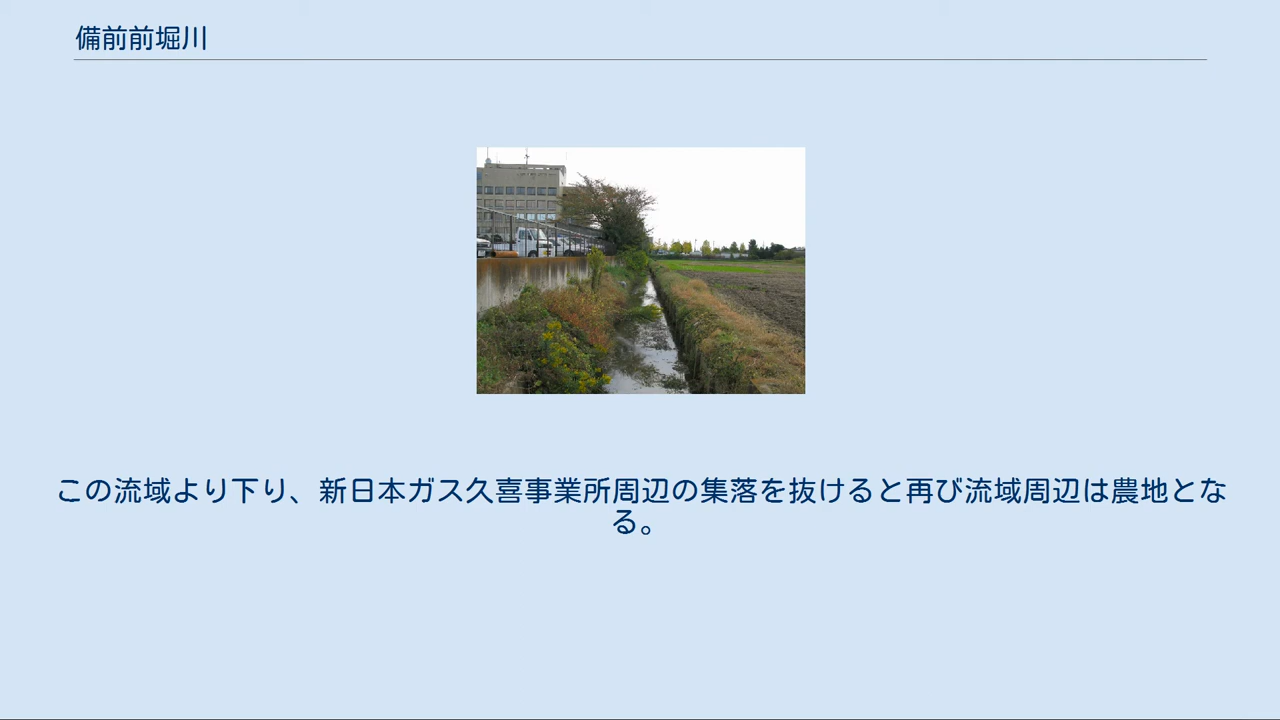 備前前堀川
この流域より下り、新日本ガス久喜事業所周辺の集落を抜けると再び流域周辺は農地とな
る。